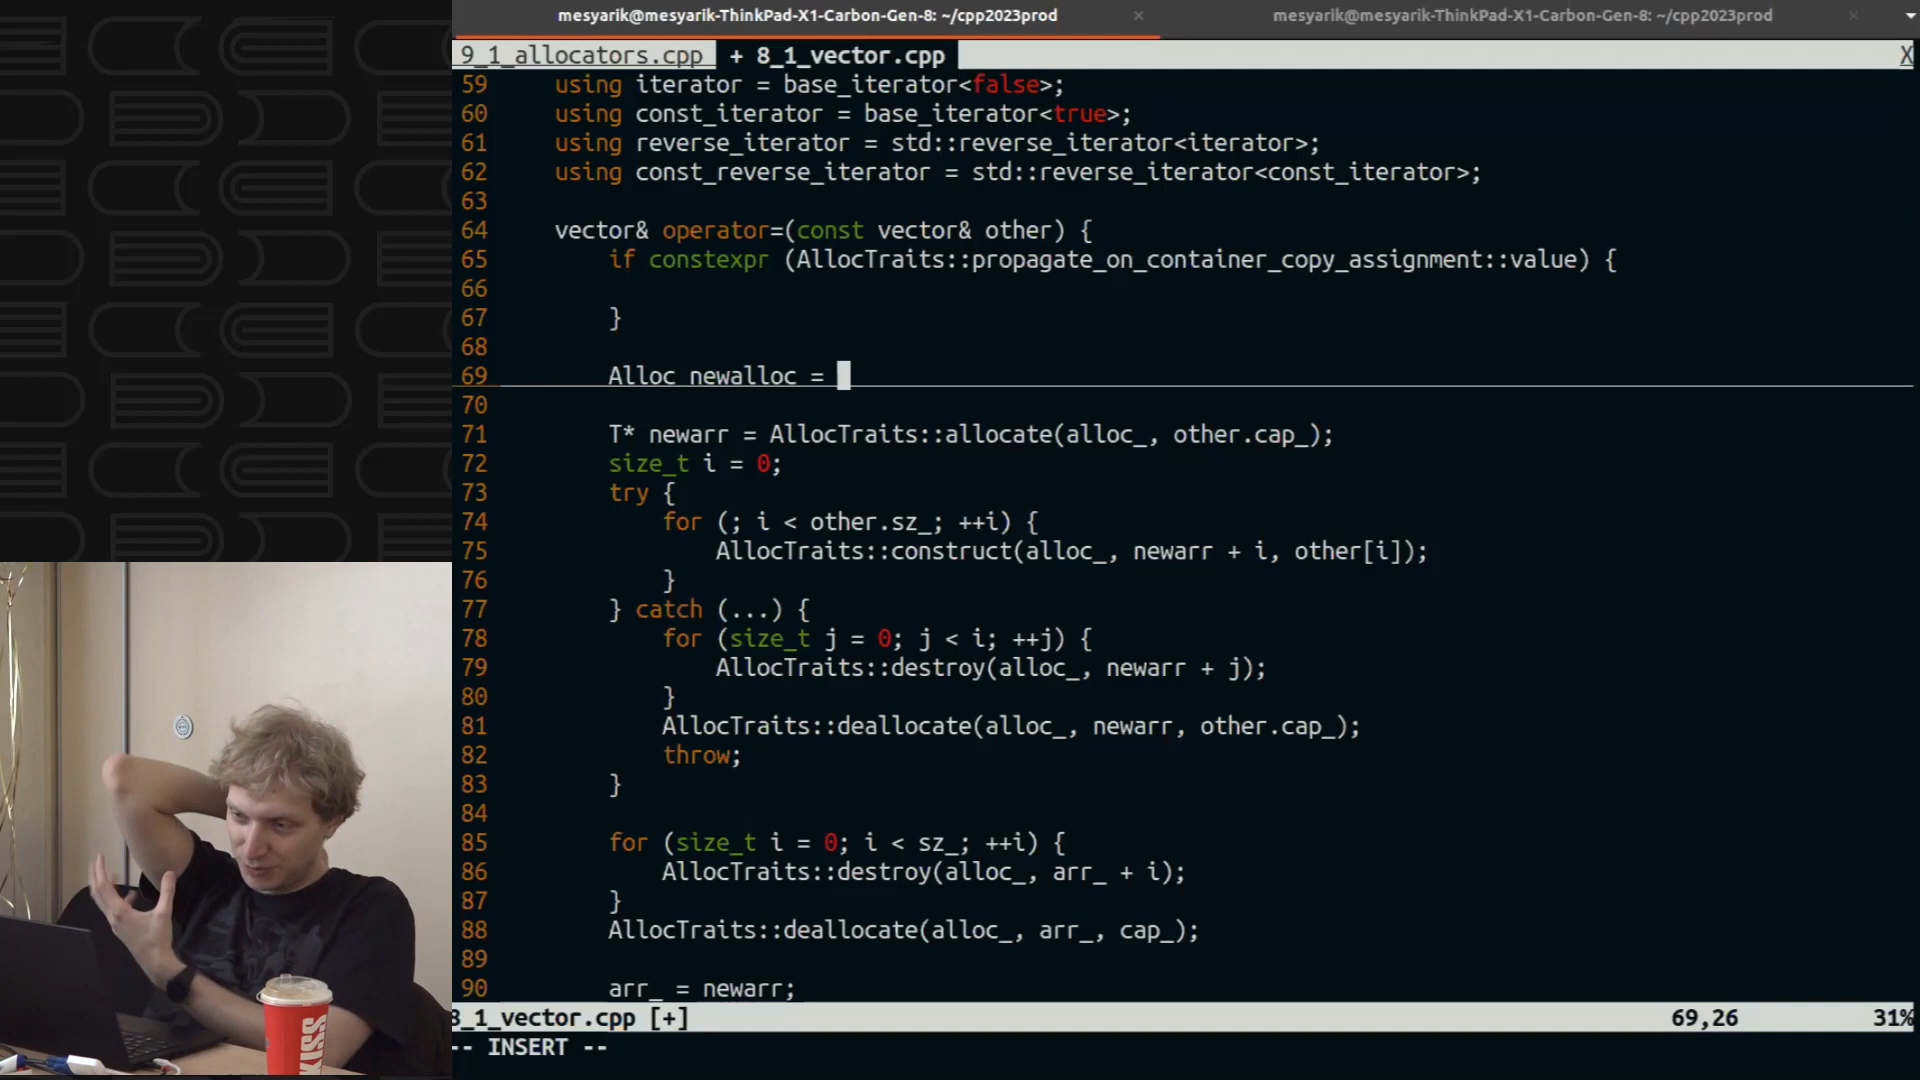 mesyarik@mesyarik-ThinkPad-X1-Carbon-Gen-8: ~/cpp2023prod × mesyarik@mesyarik-ThinkPad-X1-Carbon-Gen-8: ~/cpp2023prod ×
9_1_allocators.cpp + 8_1_vector.cpp X
59 using iterator = base_iterator<false>;
60 using const_iterator = base_iterator<true>;
61 using reverse_iterator = std::reverse_iterator<iterator>;
62 using const_reverse_iterator = std::reverse_iterator<const_iterator>;
63
64 vector& operator=(const vector& other) {
65 if constexpr (AllocTraits::propagate_on_container_copy_assignment::value) {
66
67 }
68
69 Alloc newalloc =
70
71 T* newarr = AllocTraits::allocate(alloc_, other.cap_);
72 size_t i = 0;
73 try {
74 for (; i < other.sz_; ++i) {
75 AllocTraits::construct(alloc_, newarr + i, other[i]);
76 }
77 } catch (...) {
78 for (size_t j = 0; j < i; ++j) {
79 AllocTraits::destroy(alloc_, newarr + j);
80 }
81 AllocTraits::deallocate(alloc_, newarr, other.cap_);
82 throw;
83 }
84
85 for (size_t i = 0; i < sz_; ++i) {
86 AllocTraits::destroy(alloc_, arr_ + i);
87 }
88 AllocTraits::deallocate(alloc_, arr_, cap_);
89
90 arr_ = newarr;
8_1_vector.cpp [+] 69,26 31%
-- INSERT --
KISS